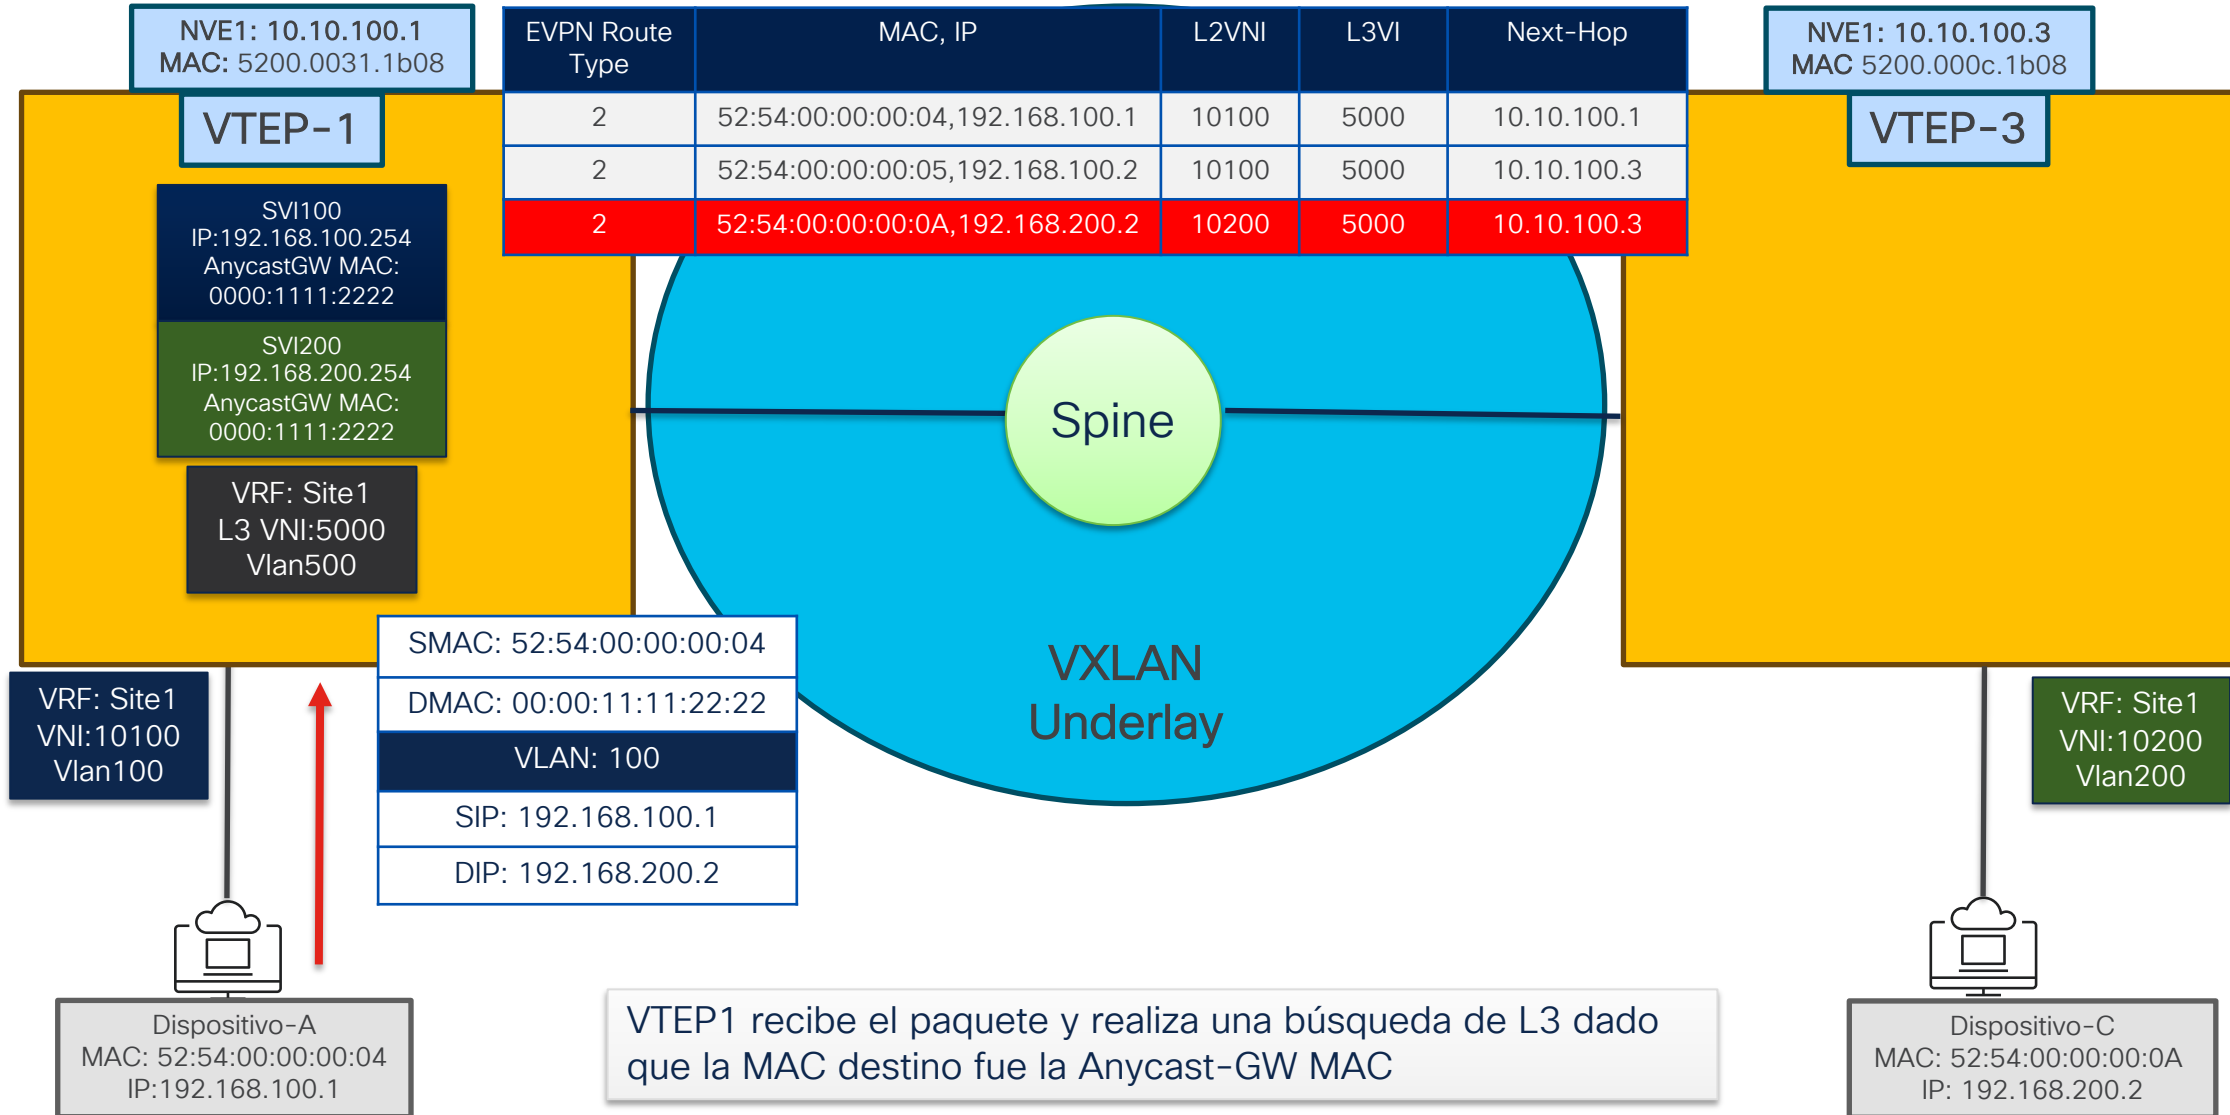 NVE1: 10.10.100.1
MAC: 5200.0031.1b08
VTEP-1
EVPN Route Type MAC, IP L2VNI L3VI Next-Hop
2 52:54:00:00:00:04,192.168.100.1 10100 5000 10.10.100.1
2 52:54:00:00:00:05,192.168.100.2 10100 5000 10.10.100.3
2 52:54:00:00:00:0A,192.168.200.2 10200 5000 10.10.100.3
NVE1: 10.10.100.3
MAC 5200.000c.1b08
VTEP-3
SVI100
IP:192.168.100.254
AnycastGW MAC:
0000:1111:2222
SVI200
IP:192.168.200.254
AnycastGW MAC:
0000:1111:2222
VRF: Site1
L3 VNI:5000
Vlan500
Spine
VXLAN
Underlay
SMAC: 52:54:00:00:00:04
DMAC: 00:00:11:11:22:22
VLAN: 100
SIP: 192.168.100.1
DIP: 192.168.200.2
VRF: Site1
VNI:10100
Vlan100
VRF: Site1
VNI:10200
Vlan200
Dispositivo-A
MAC: 52:54:00:00:00:04
IP:192.168.100.1
VTEP1 recibe el paquete y realiza una búsqueda de L3 dado
que la MAC destino fue la Anycast-GW MAC
Dispositivo-C
MAC: 52:54:00:00:00:0A
IP: 192.168.200.2